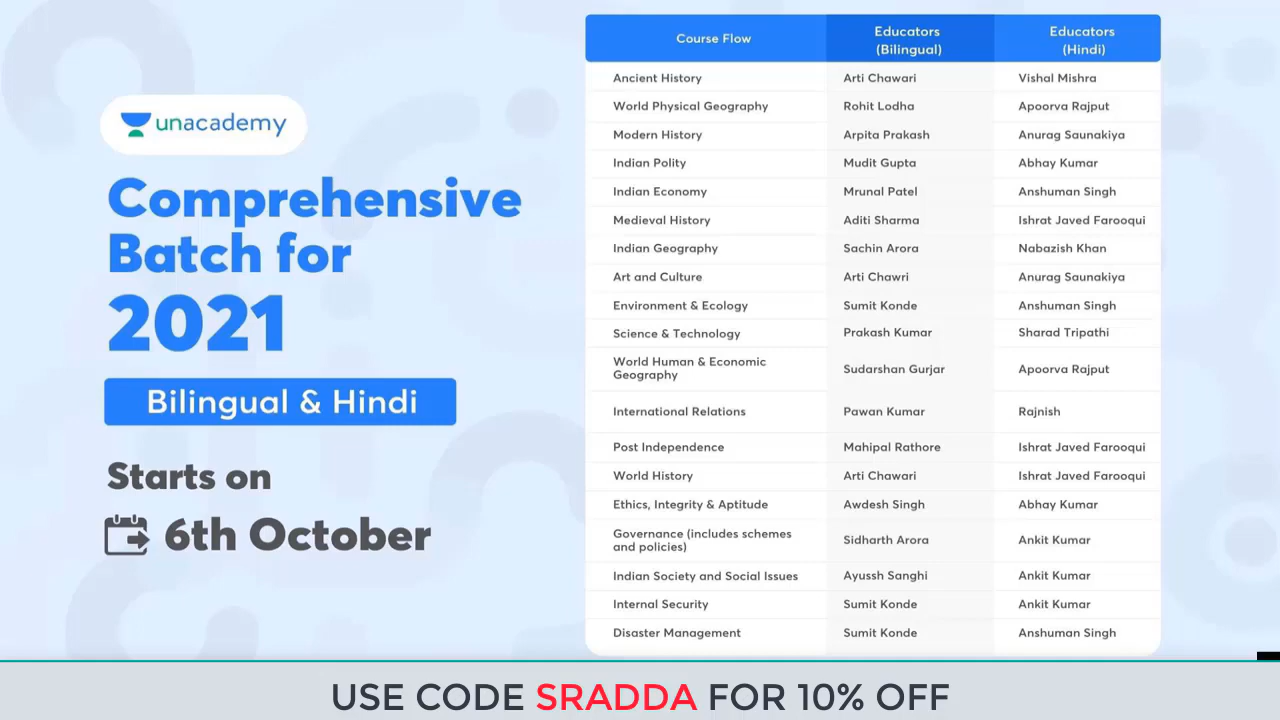 unacademy
Comprehensive
Batch for
2021
Bilingual & Hindi
Starts on
6th October
Course Flow Educators (Bilingual) Educators (Hindi)
Ancient History Arti Chawari Vishal Mishra
World Physical Geography Rohit Lodha Apoorva Rajput
Modern History Arpita Prakash Anurag Saunakiya
Indian Polity Mudit Gupta Abhay Kumar
Indian Economy Mrunal Patel Anshuman Singh
Medieval History Aditi Sharma Ishrat Javed Farooqui
Indian Geography Sachin Arora Nabazish Khan
Art and Culture Arti Chawri Anurag Saunakiya
Environment & Ecology Sumit Konde Anshuman Singh
Science & Technology Prakash Kumar Sharad Tripathi
World Human & Economic Geography Sudarshan Gurjar Apoorva Rajput
International Relations Pawan Kumar Rajnish
Post Independence Mahipal Rathore Ishrat Javed Farooqui
World History Arti Chawari Ishrat Javed Farooqui
Ethics, Integrity & Aptitude Awdesh Singh Abhay Kumar
Governance (includes schemes and policies) Sidharth Arora Ankit Kumar
Indian Society and Social Issues Ayussh Sanghi Ankit Kumar
Internal Security Sumit Konde Ankit Kumar
Disaster Management Sumit Konde Anshuman Singh
USE CODE SRADDA FOR 10% OFF